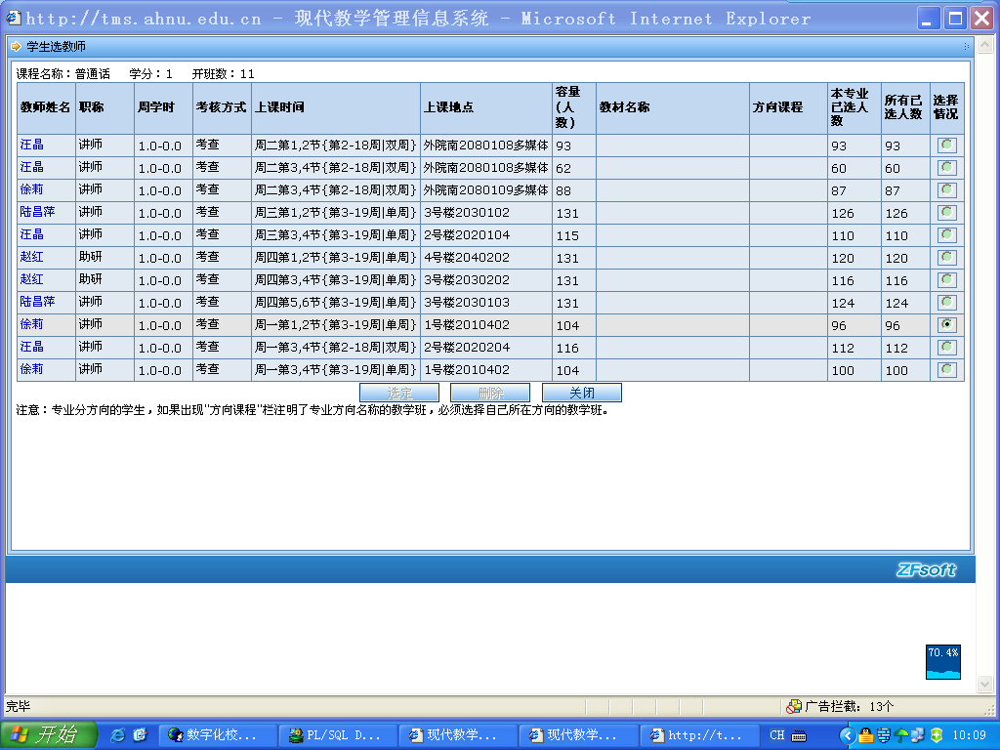 http://tms.ahnu.edu.cn - 现代教学管理信息系统 - Microsoft Internet Explorer
学生选教师
课程名称：普通话 学分：1 开班数：11
教师姓名 职称 周学时 考核方式 上课时间 上课地点 容量(人数) 教材名称 方向课程 本专业已选人数 所有已选人数 选择情况
汪晶 讲师 1.0-0.0 考查 周二第1,2节{第2-18周|双周} 外院南2080108多媒体 93 93 93
汪晶 讲师 1.0-0.0 考查 周二第3,4节{第2-18周|双周} 外院南2080108多媒体 62 60 60
徐莉 讲师 1.0-0.0 考查 周二第3,4节{第2-18周|双周} 外院南2080109多媒体 88 87 87
陆昌萍 讲师 1.0-0.0 考查 周三第1,2节{第3-19周|单周} 3号楼2030102 131 126 126
汪晶 讲师 1.0-0.0 考查 周三第3,4节{第3-19周|单周} 2号楼2020104 115 110 110
赵红 助研 1.0-0.0 考查 周四第1,2节{第3-19周|单周} 4号楼2040202 131 120 120
赵红 助研 1.0-0.0 考查 周四第3,4节{第3-19周|单周} 3号楼2030202 131 116 116
陆昌萍 讲师 1.0-0.0 考查 周四第5,6节{第3-19周|单周} 3号楼2030103 131 124 124
徐莉 讲师 1.0-0.0 考查 周一第1,2节{第3-19周|单周} 1号楼2010402 104 96 96
汪晶 讲师 1.0-0.0 考查 周一第3,4节{第2-18周|双周} 2号楼2020204 116 112 112
徐莉 讲师 1.0-0.0 考查 周一第3,4节{第3-19周|单周} 1号楼2010402 104 100 100
选定 删除 关闭
注意：专业分方向的学生，如果出现"方向课程"栏注明了专业方向名称的教学班，必须选择自己所在方向的教学班。
ZFsoft
70.4%
完毕 广告拦截: 13个
开始 数字化校... PL/SQL D... 现代教学... 现代教学... http://t... CH 10:09